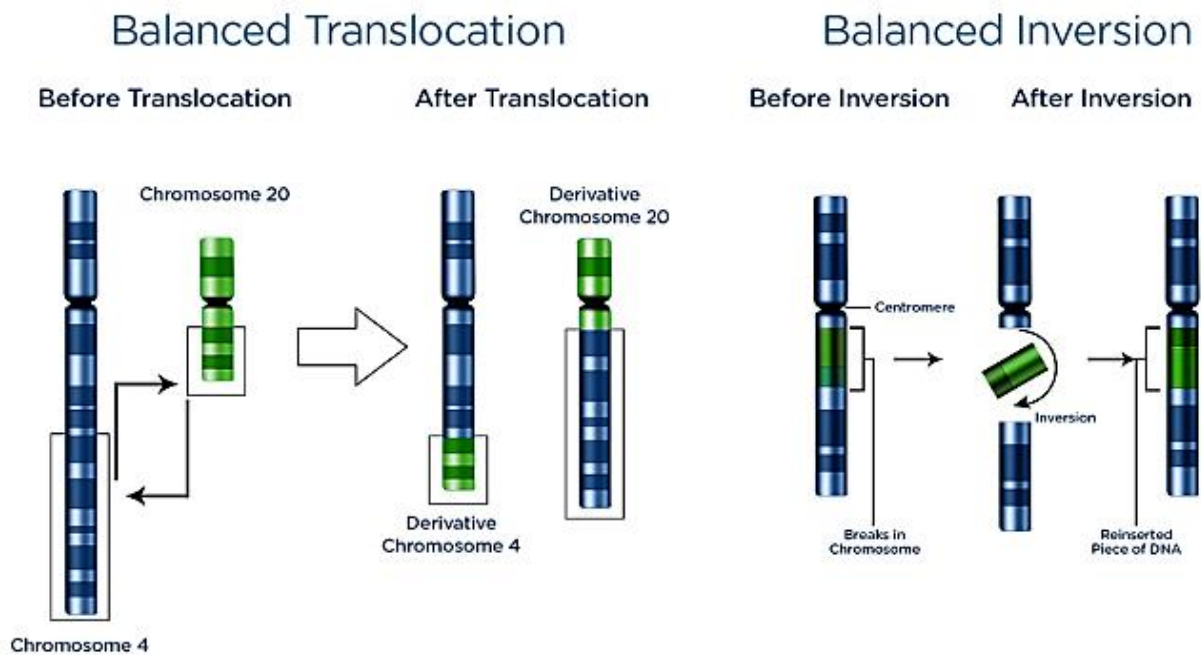 Balanced Translocation
Balanced Inversion
Before Translocation
After Translocation
Before Inversion
After Inversion
Chromosome 20
Derivative
Chromosome 20
Centromere
Inversion
Derivative
Chromosome 4
Breaks in
Chromosome
Reinserted
Piece of DNA
Chromosome 4